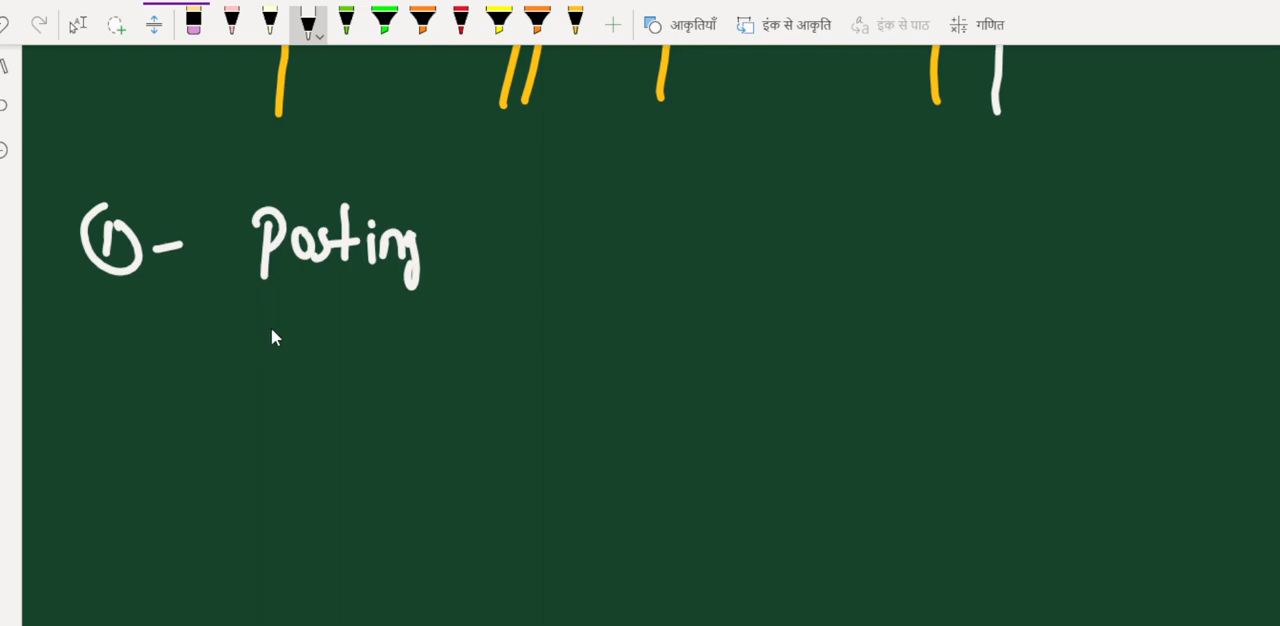 आकृतियाँ इंक से आकृति इंक से पाठ गणित
① - Posting